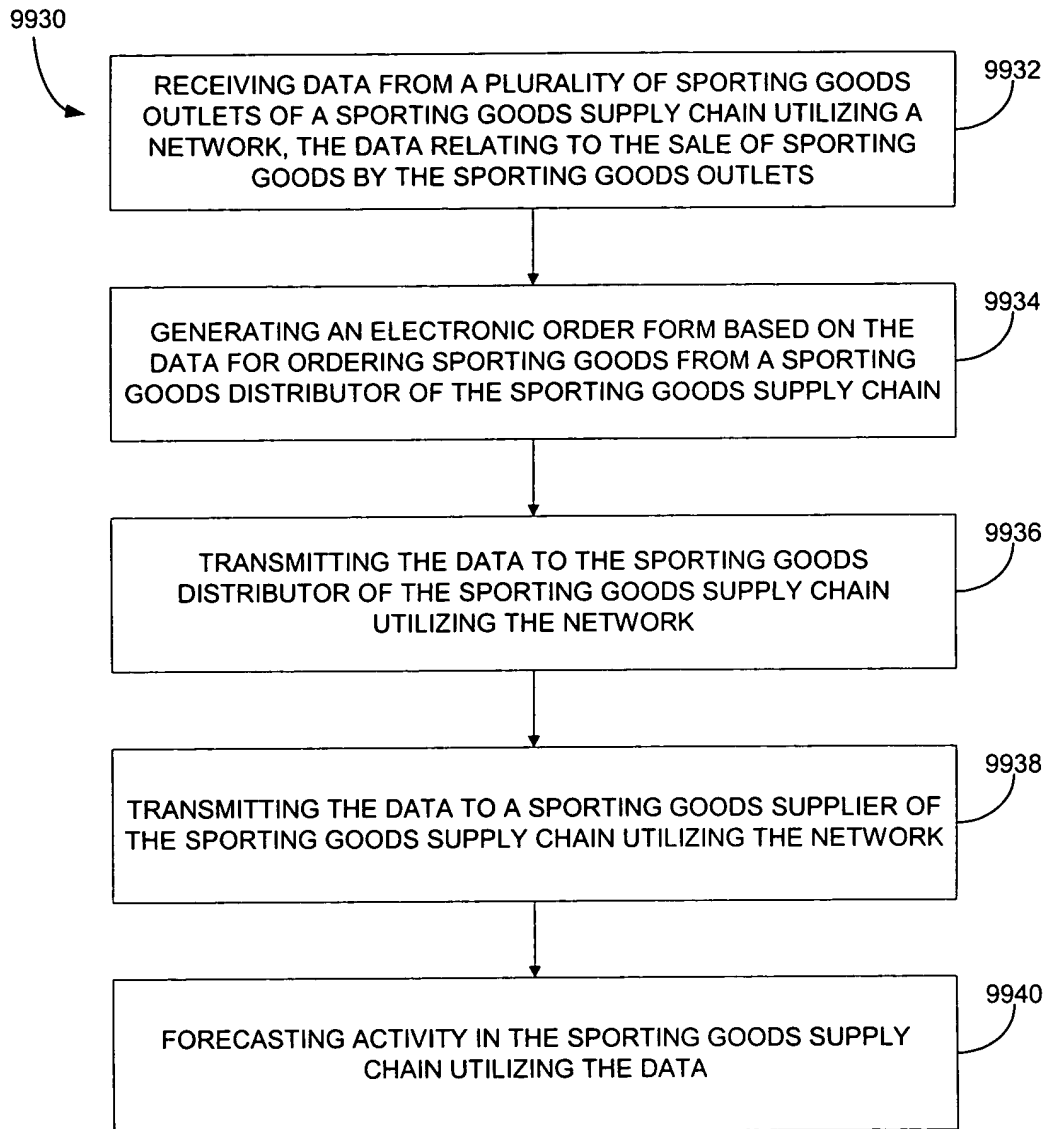 9930
9932
RECEIVING DATA FROM A PLURALITY OF SPORTING GOODS
OUTLETS OF A SPORTING GOODS SUPPLY CHAIN UTILIZING A
NETWORK, THE DATA RELATING TO THE SALE OF SPORTING
GOODS BY THE SPORTING GOODS OUTLETS
9934
GENERATING AN ELECTRONIC ORDER FORM BASED ON THE
DATA FOR ORDERING SPORTING GOODS FROM A SPORTING
GOODS DISTRIBUTOR OF THE SPORTING GOODS SUPPLY CHAIN
9936
TRANSMITTING THE DATA TO THE SPORTING GOODS
DISTRIBUTOR OF THE SPORTING GOODS SUPPLY CHAIN
UTILIZING THE NETWORK
9938
TRANSMITTING THE DATA TO A SPORTING GOODS SUPPLIER OF
THE SPORTING GOODS SUPPLY CHAIN UTILIZING THE NETWORK
9940
FORECASTING ACTIVITY IN THE SPORTING GOODS SUPPLY
CHAIN UTILIZING THE DATA